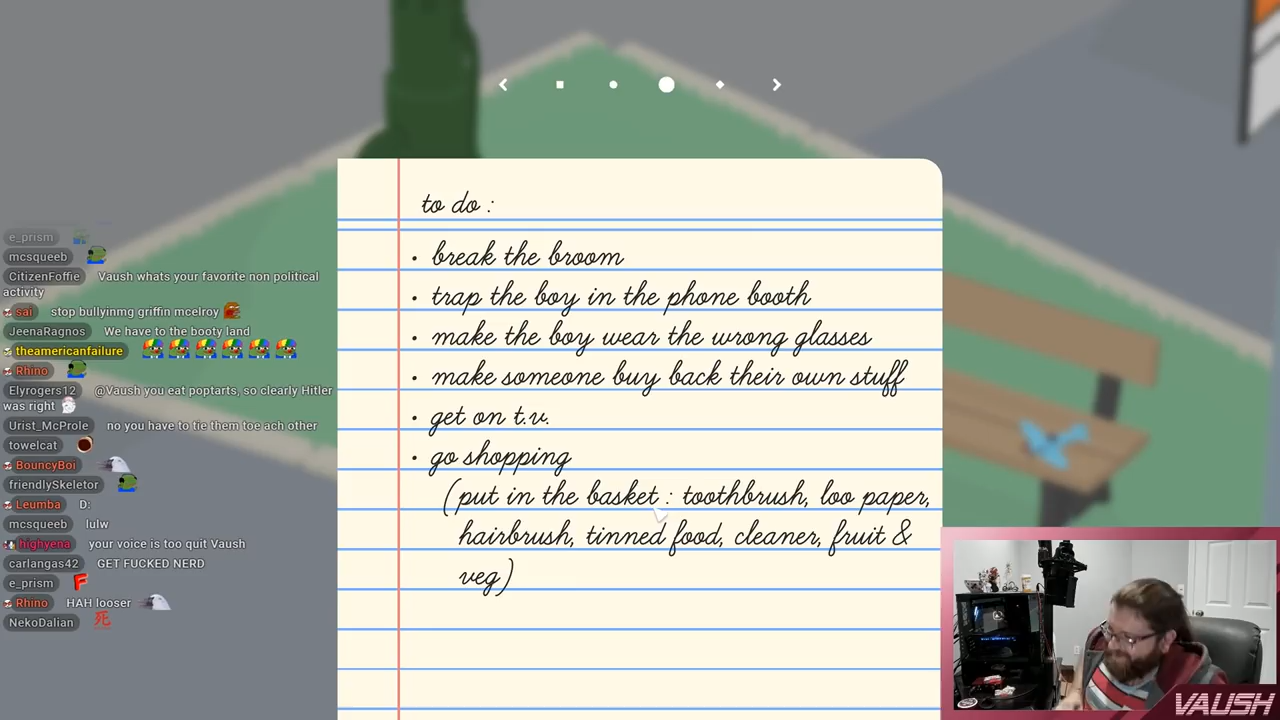 to do :
• break the broom
• trap the boy in the phone booth
• make the boy wear the wrong glasses
• make someone buy back their own stuff
• get on t.v.
• go shopping
(put in the basket : toothbrush, loo paper,
hairbrush, tinned food, cleaner, fruit &
veg)
e_prism
mcsqueeb
CitizenFoffie Vaush whats your favorite non political
activity
sai stop bullyinmg griffin mcelroy
JeenaRagnos We have to the booty land
theamericanfailure
Rhino
Elyrogers12 @Vaush you eat poptarts, so clearly Hitler
was right
Urist_McProle no you have to tie them toe ach other
towelcat
BouncyBoi
friendlySkeletor
Leumba D:
mcsqueeb lulw
highyena your voice is too quit Vaush
carlangas42 GET FUCKED NERD
e_prism F
Rhino HAH looser
NekoDalian 死
VAUSH